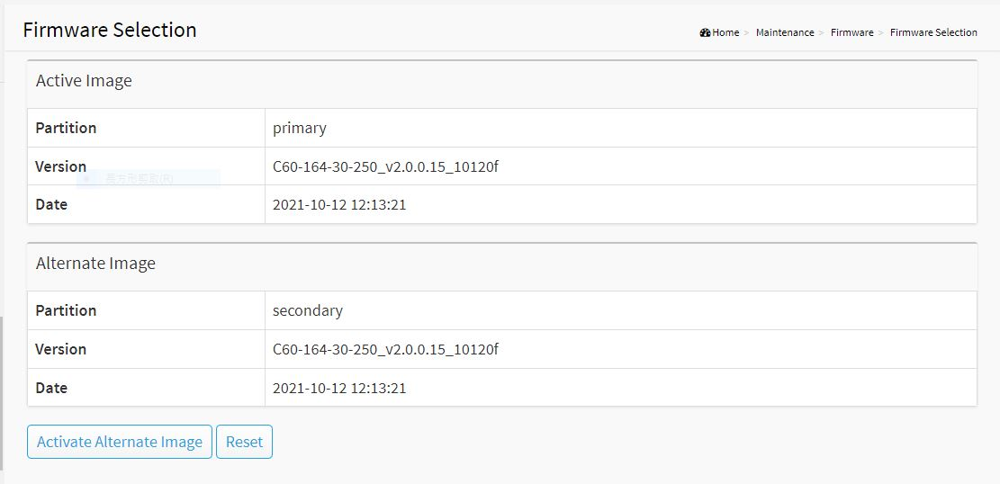 Firmware Selection
Home > Maintenance > Firmware > Firmware Selection
Active Image
Partition primary
Version C60-164-30-250_v2.0.0.15_10120f
長方形剪取(R)
Date 2021-10-12 12:13:21
Alternate Image
Partition secondary
Version C60-164-30-250_v2.0.0.15_10120f
Date 2021-10-12 12:13:21
Activate Alternate Image Reset